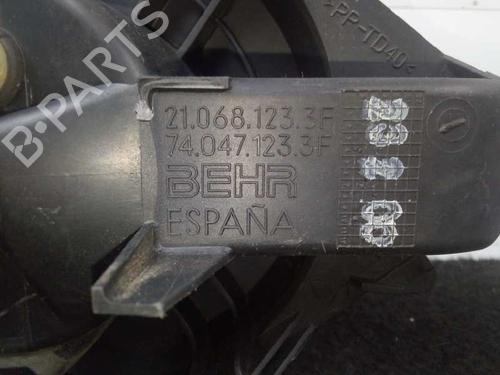 >PP-TD40<
21.068.123.3F
74.047.123.3F
BEHR
ESPAÑA
B-PARTS